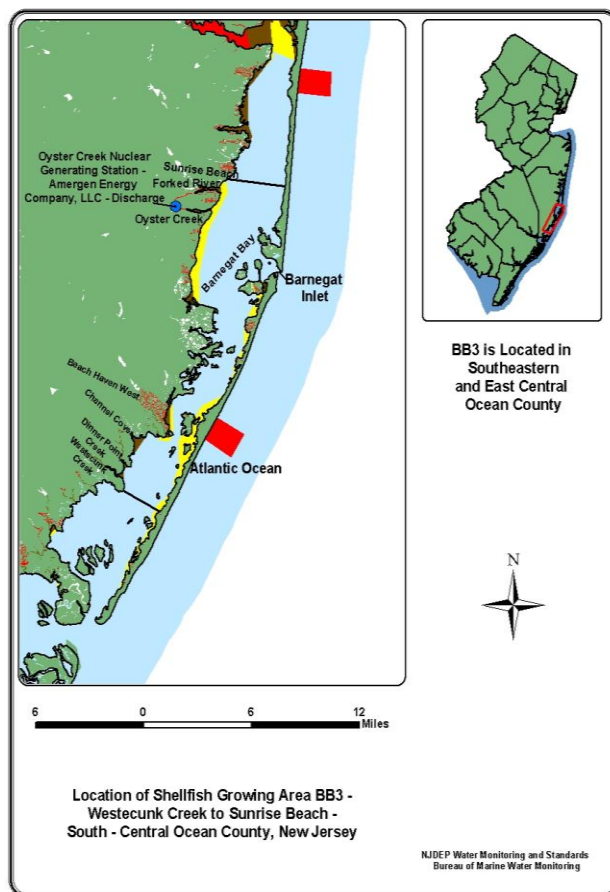 Oyster Creek Nuclear
Generating Station -
Amergen Energy
Company, LLC - Discharge
Sunrise Beach
Forked River
Oyster Creek
Barnegat Bay
Barnegat
Inlet
Beach Haven West
Chennel Cove
Dinner Point
Creek
Westecunk
Creek
Atlantic Ocean
BB3 is Located in
Southeastern
and East Central
Ocean County
N
6 0 6 12
Miles
Location of Shellfish Growing Area BB3 -
Westecunk Creek to Sunrise Beach -
South - Central Ocean County, New Jersey
NJDEP Water Monitoring and Standards
Bureau of Marine Water Monitoring